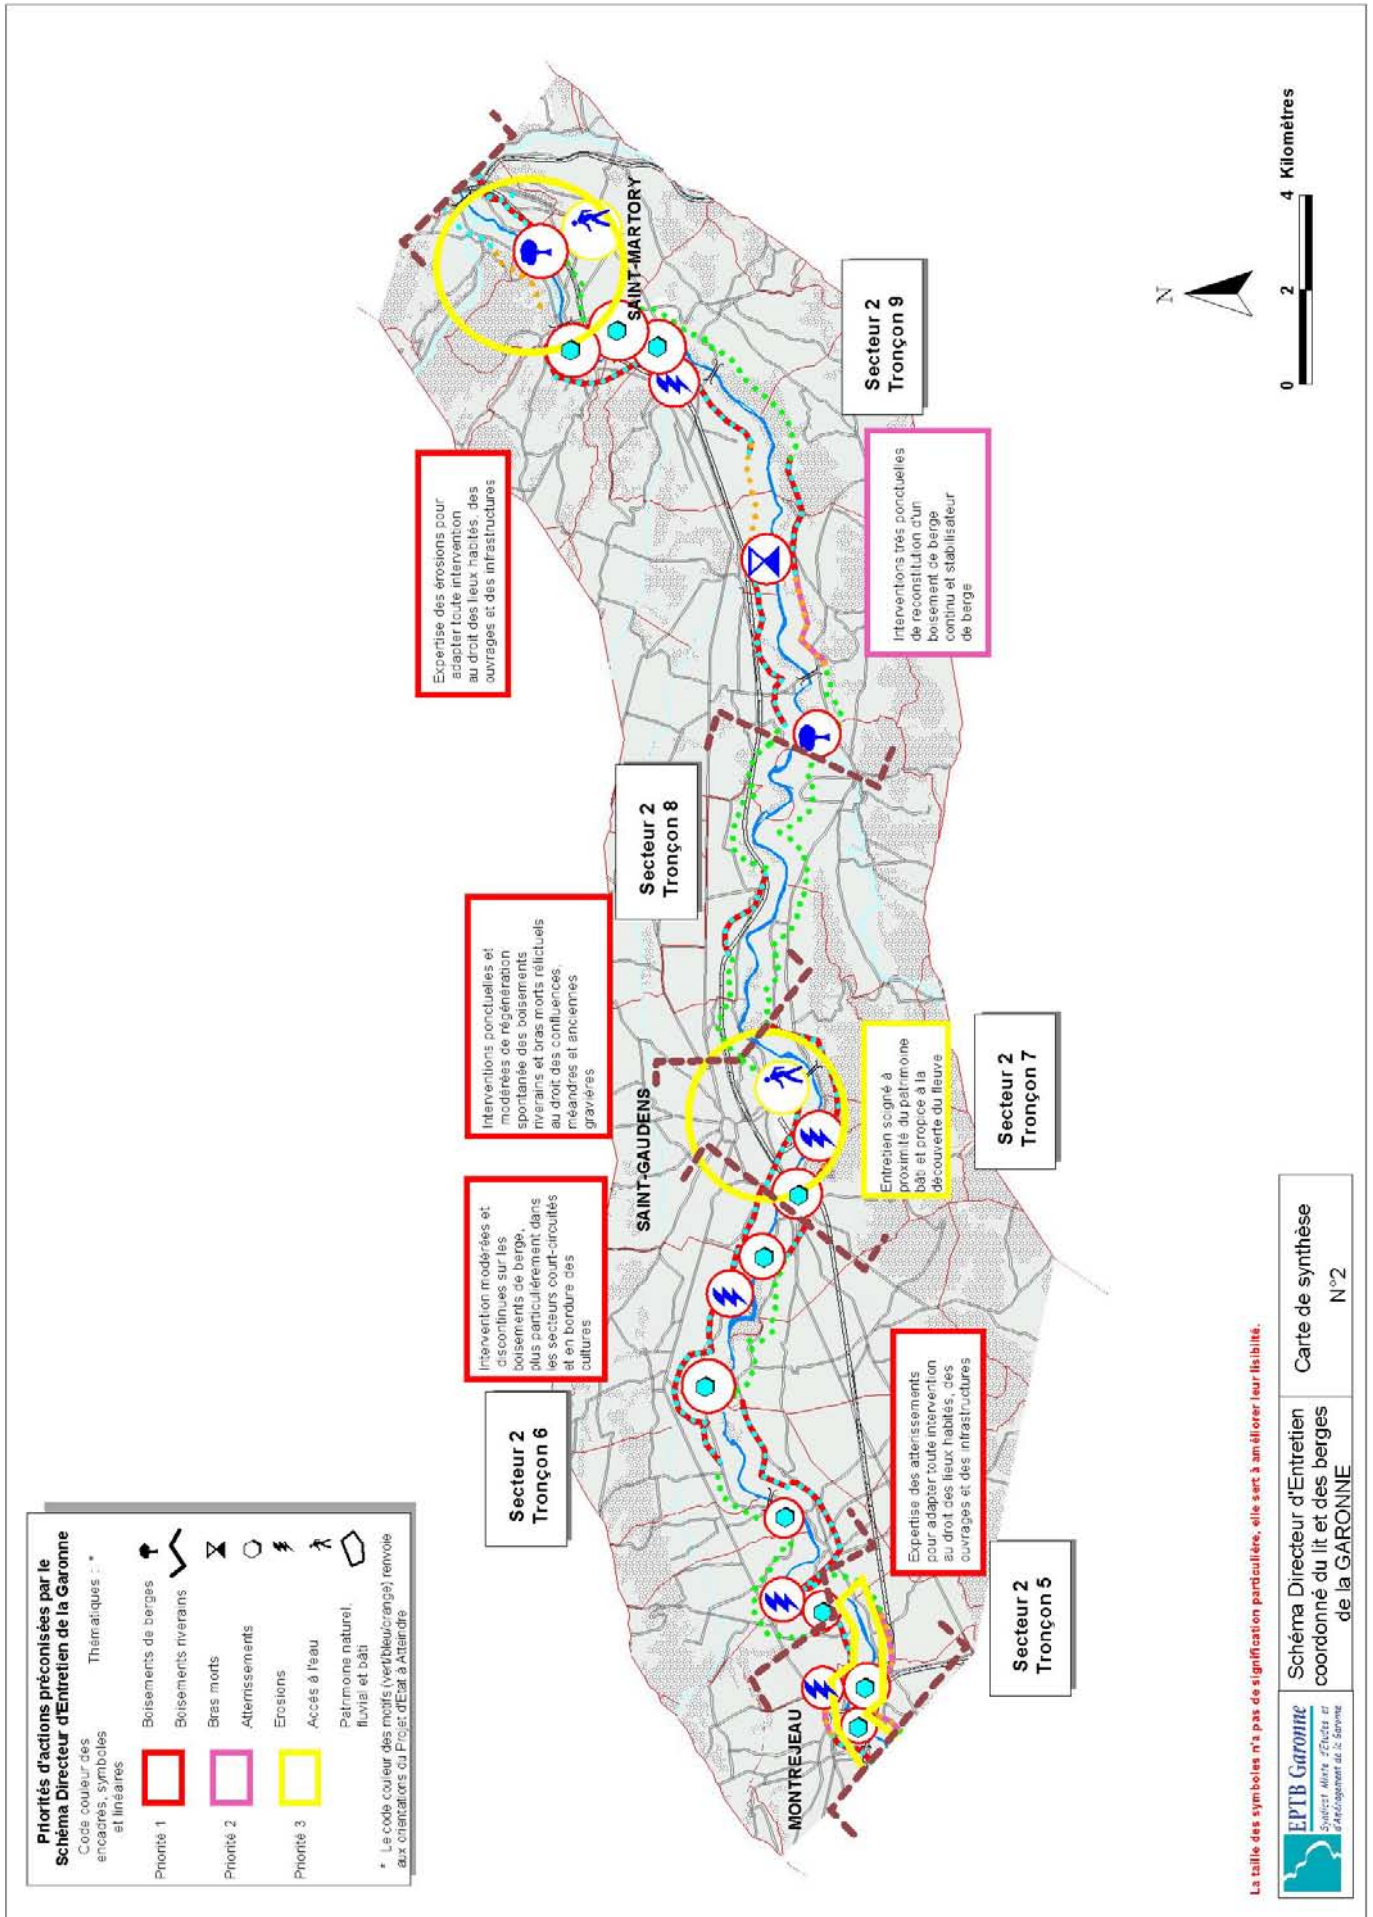 Priorités d'actions préconisées par le
Schéma Directeur d'Entretien de la Garonne
Code couleur des
encadrés, symboles
et linéaires
Thématiques : *
Priorité 1
Priorité 2
Priorité 3
Boisements de berges
Boisements riverains
Bras morts
Atterrissements
Erosions
Accès à l'eau
Patrimoine naturel,
fluvial et bâti
* Le code couleur des motifs (vert/bleu/orange) renvoie
aux orientations du Projet d'Etat à Atteindre
Secteur 2
Tronçon 6
Intervention modérées et
discontinues sur les
boisements de berge,
plus particulièrement dans
les secteurs court-circuités
et en bordure des
cultures
Interventions ponctuelles et
modérées de régénération
spontanée des boisements
riverains et bras morts rélictuels
au droit des confluences,
méandres et anciennes
gravières
Secteur 2
Tronçon 8
Expertise des érosions pour
adapter toute intervention
au droit des lieux habités, des
ouvrages et des infrastructures
MONTREJEAU
SAINT-GAUDENS
SAINT-MARTORY
Secteur 2
Tronçon 5
Expertise des atterissements
pour adapter toute intervention
au droit des lieux habités, des
ouvrages et des infrastructures
Entretien soigné à
proximité du patrimoine
bâti et propice à la
découverte du fleuve
Secteur 2
Tronçon 7
Interventions très ponctuelles
de reconstitution d'un
boisement de berge
continu et stabilisateur
de berge
Secteur 2
Tronçon 9
N
0 2 4 Kilomètres
La taille des symboles n'a pas de signification particulière, elle sert à améliorer leur lisibilité.
EPTB Garonne
Syndicat Mixte d'Etudes et
d'Aménagement de la Garonne
Schéma Directeur d'Entretien
coordonné du lit et des berges
de la GARONNE
Carte de synthèse
N°2